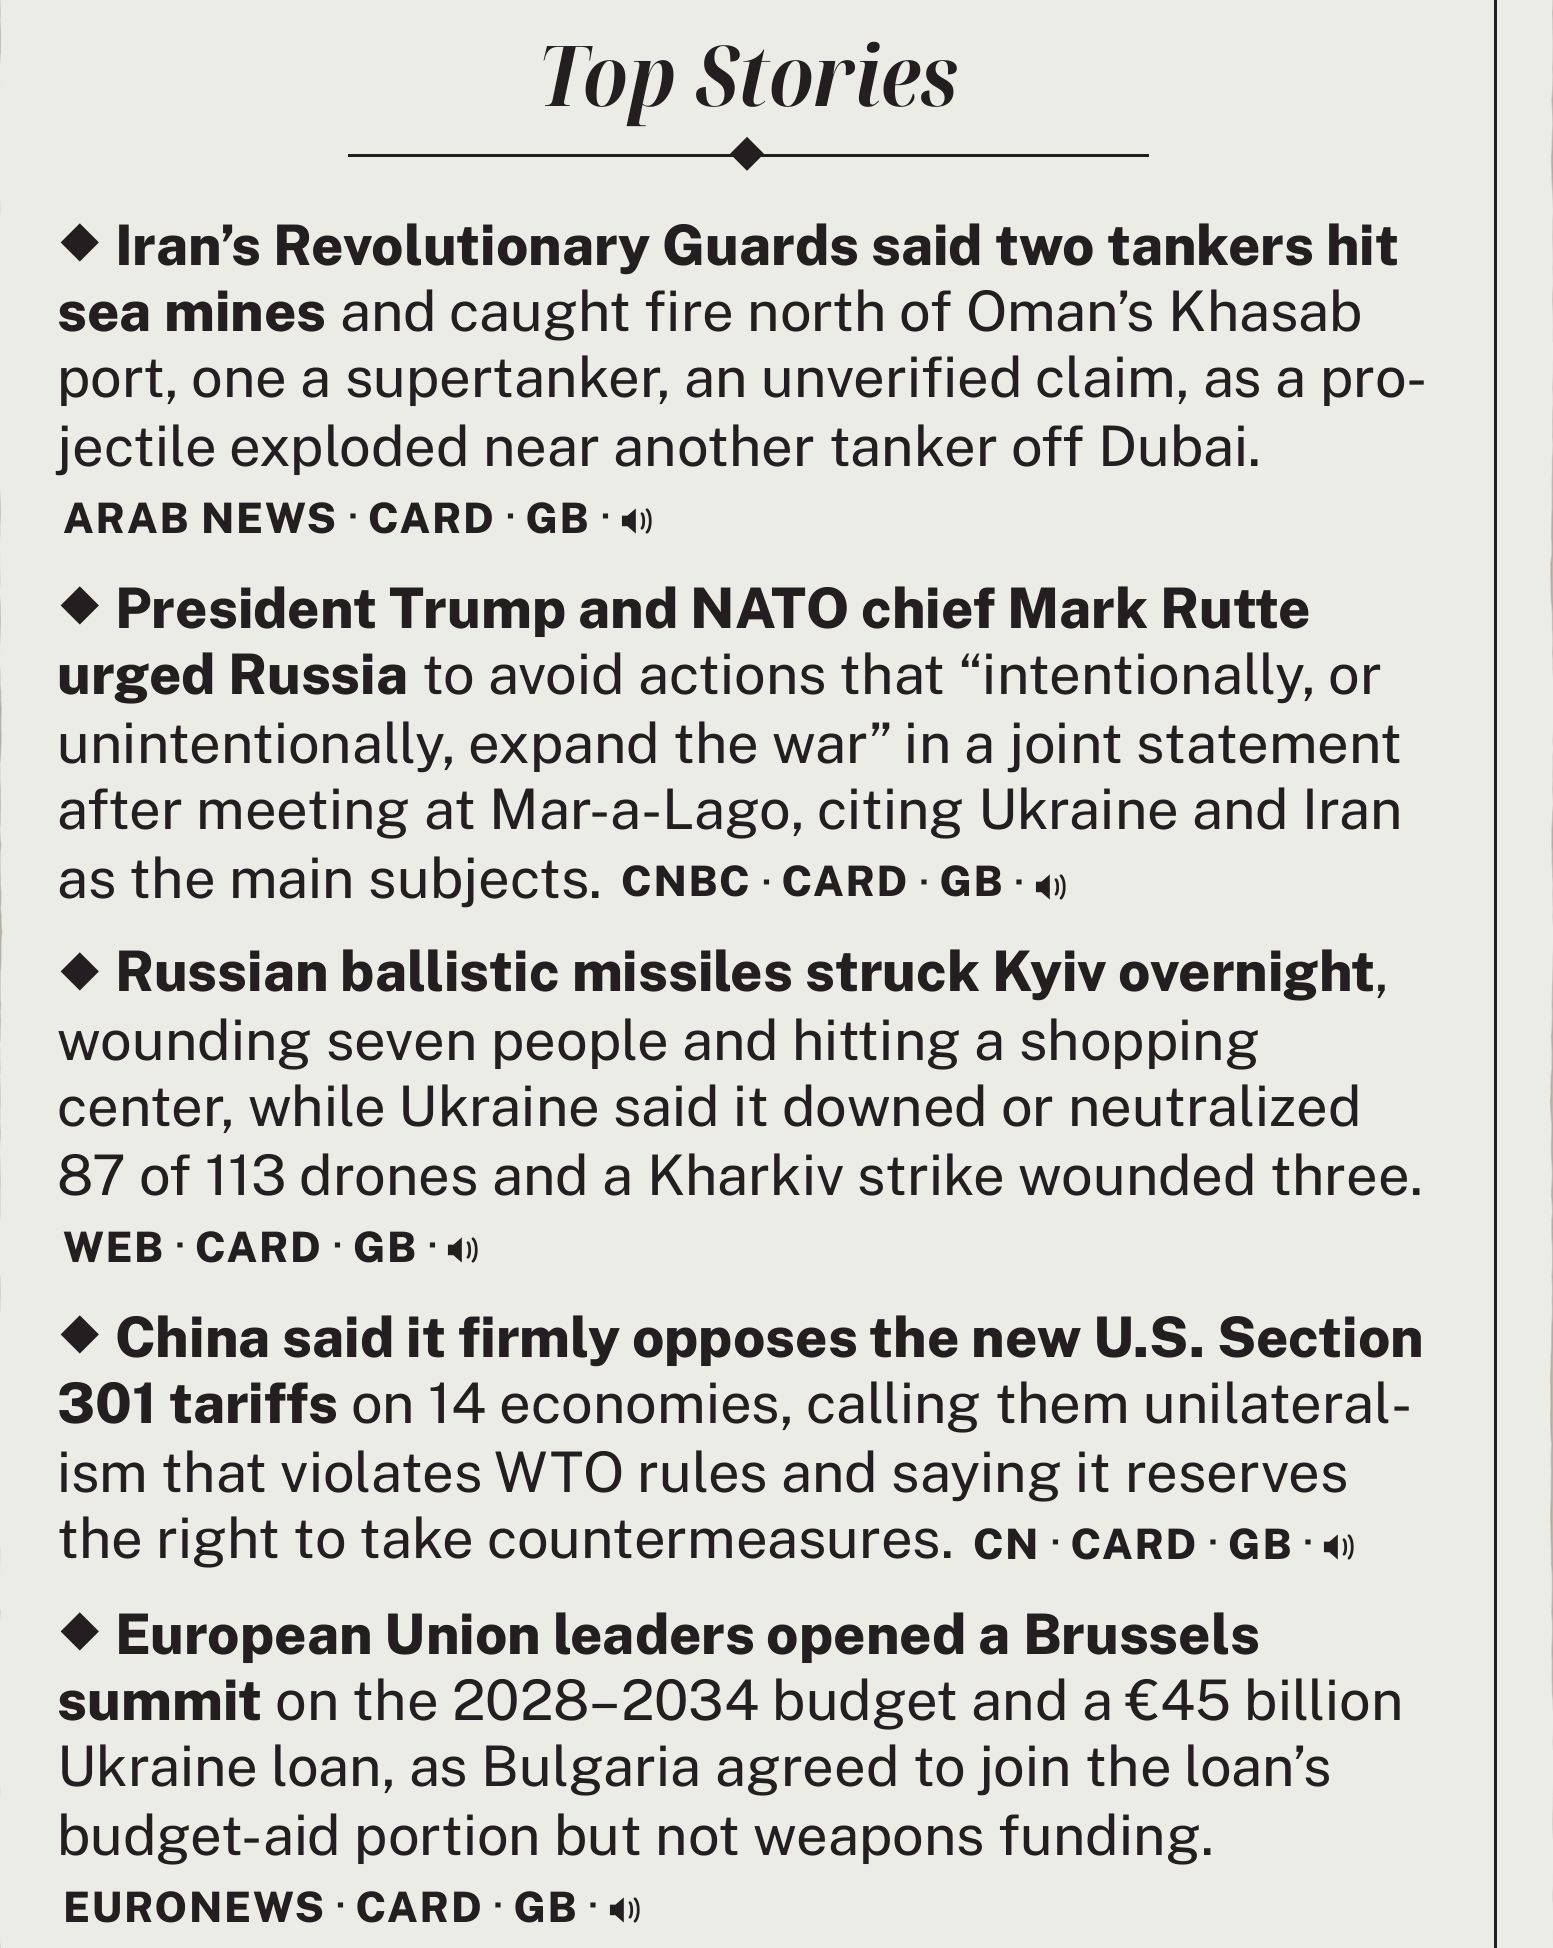 Top Stories
◆ Iran’s Revolutionary Guards said two tankers hit
sea mines and caught fire north of Oman’s Khasab
port, one a supertanker, an unverified claim, as a pro-
jectile exploded near another tanker off Dubai.
ARAB NEWS · CARD · GB ·
◆ President Trump and NATO chief Mark Rutte
urged Russia to avoid actions that “intentionally, or
unintentionally, expand the war” in a joint statement
after meeting at Mar-a-Lago, citing Ukraine and Iran
as the main subjects. CNBC · CARD · GB ·
◆ Russian ballistic missiles struck Kyiv overnight,
wounding seven people and hitting a shopping
center, while Ukraine said it downed or neutralized
87 of 113 drones and a Kharkiv strike wounded three.
WEB · CARD · GB ·
◆ China said it firmly opposes the new U.S. Section
301 tariffs on 14 economies, calling them unilateral-
ism that violates WTO rules and saying it reserves
the right to take countermeasures. CN · CARD · GB ·
◆ European Union leaders opened a Brussels
summit on the 2028–2034 budget and a €45 billion
Ukraine loan, as Bulgaria agreed to join the loan’s
budget-aid portion but not weapons funding.
EURONEWS · CARD · GB ·